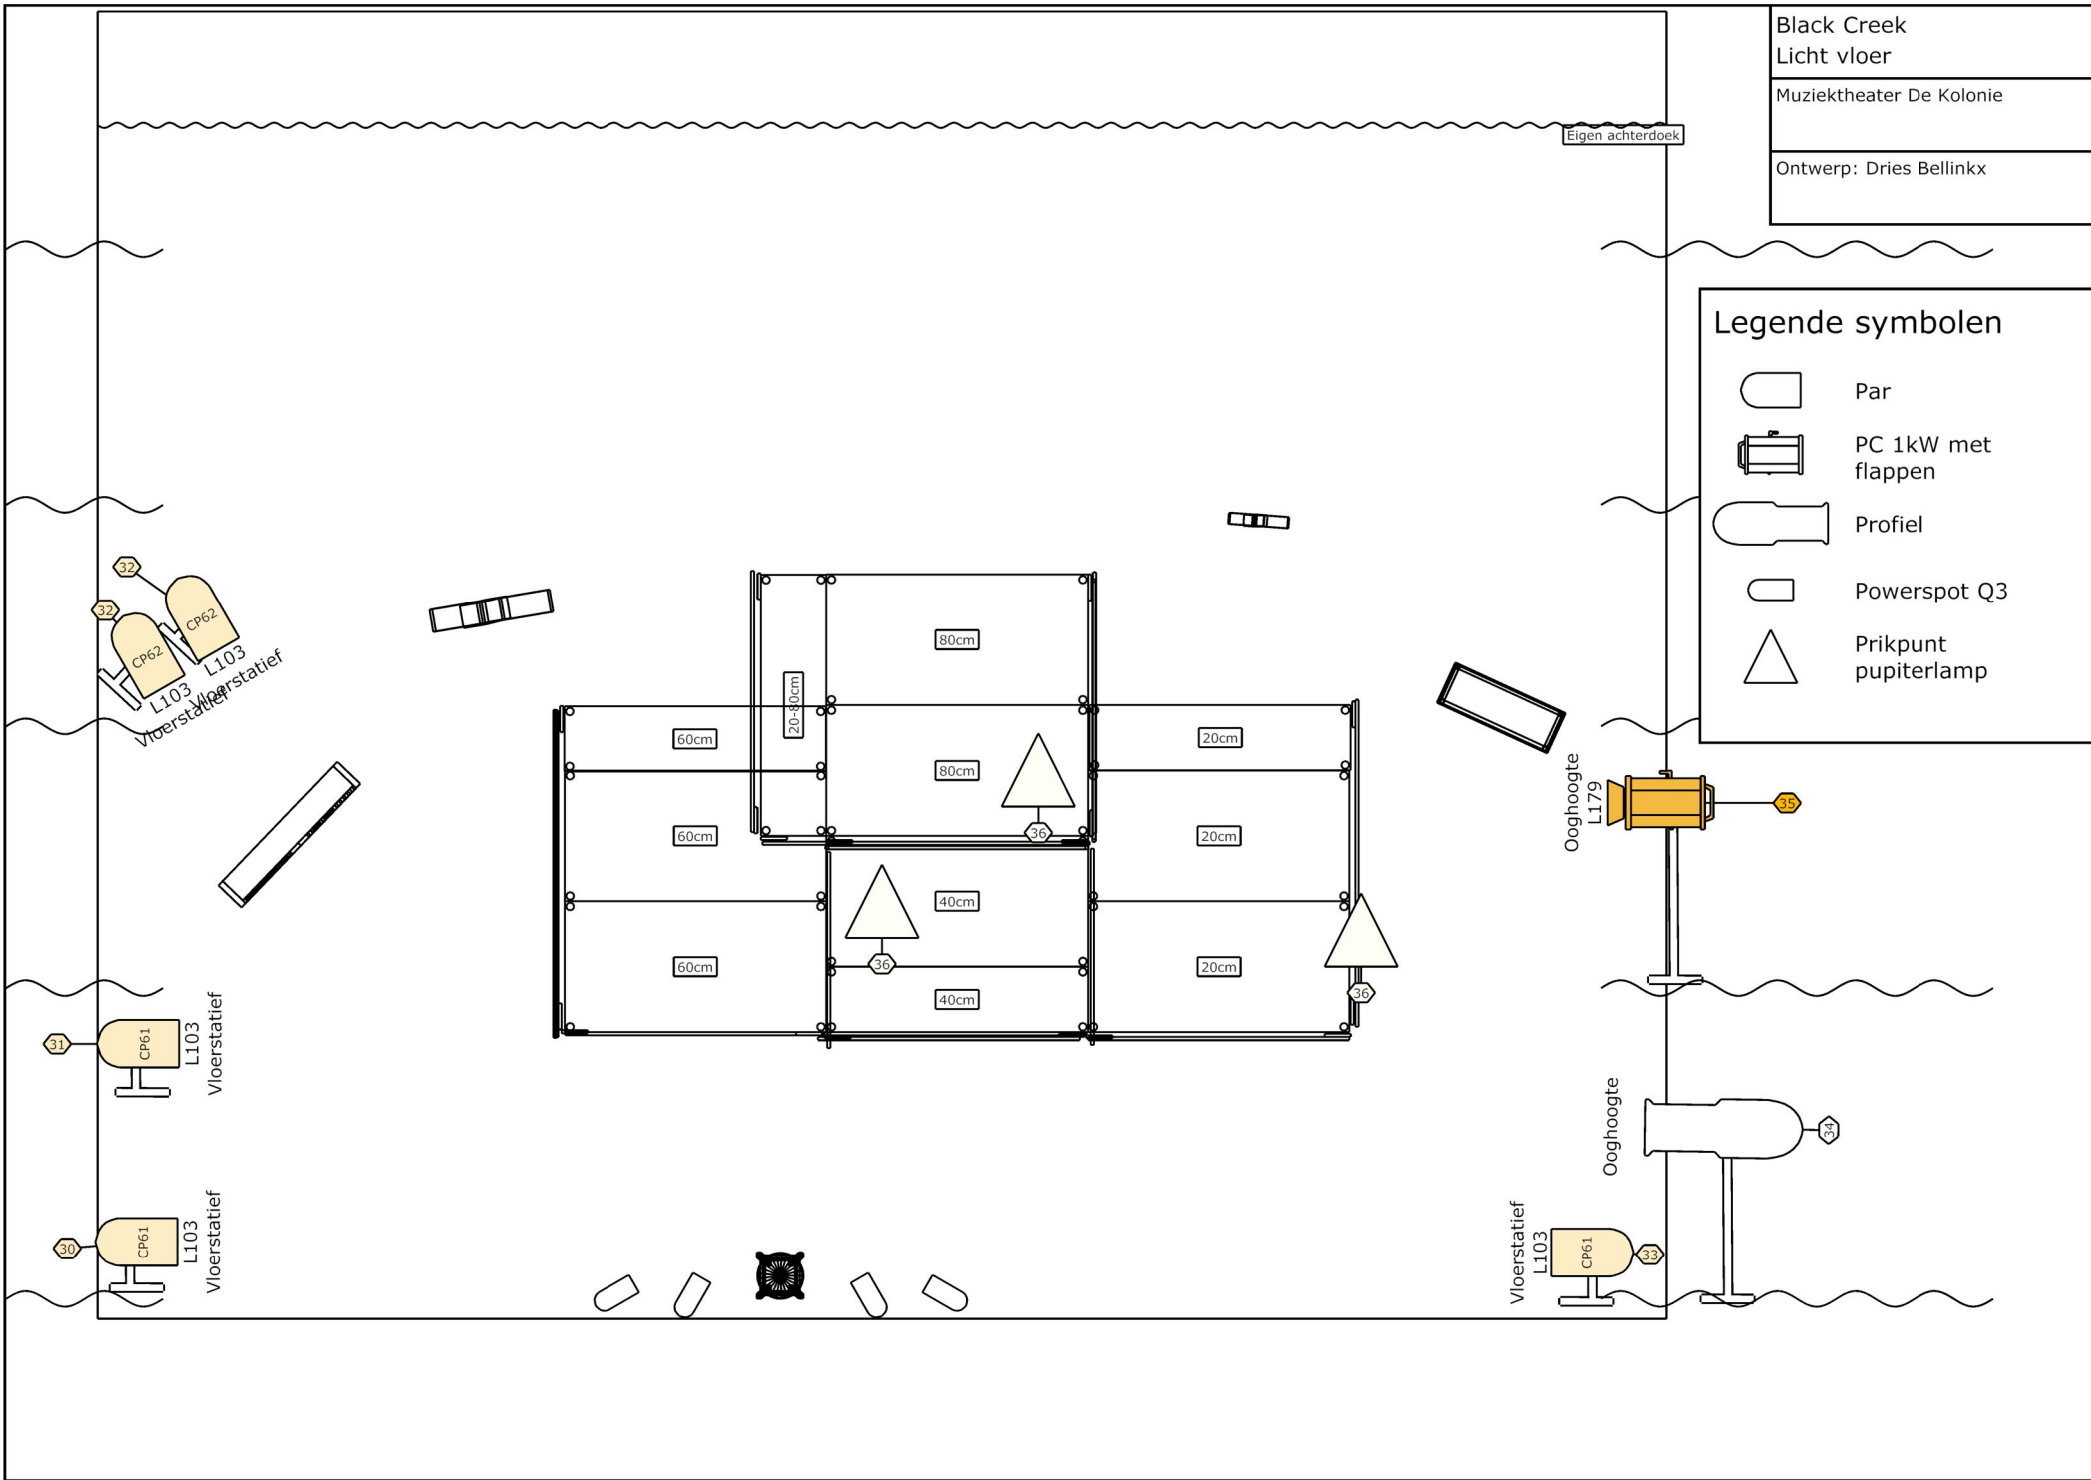 Black Creek
Licht vloer
Muziektheater De Kolonie
Ontwerp: Dries Bellinkx
Eigen achterdoek
Legende symbolen
Par
PC 1kW met
flappen
Profiel
Powerspot Q3
Prikpunt
pupiterlamp
32
CP62
L103
Vloerstatief
32
CP62
L103
Vloerstatief
80cm
20-80cm
60cm
80cm
20cm
36
60cm
20cm
40cm
36
60cm
20cm
36
40cm
Ooghoogte
L179
35
31
CP61
L103
Vloerstatief
Ooghoogte
34
30
CP61
L103
Vloerstatief
Vloerstatief
L103
CP61
33